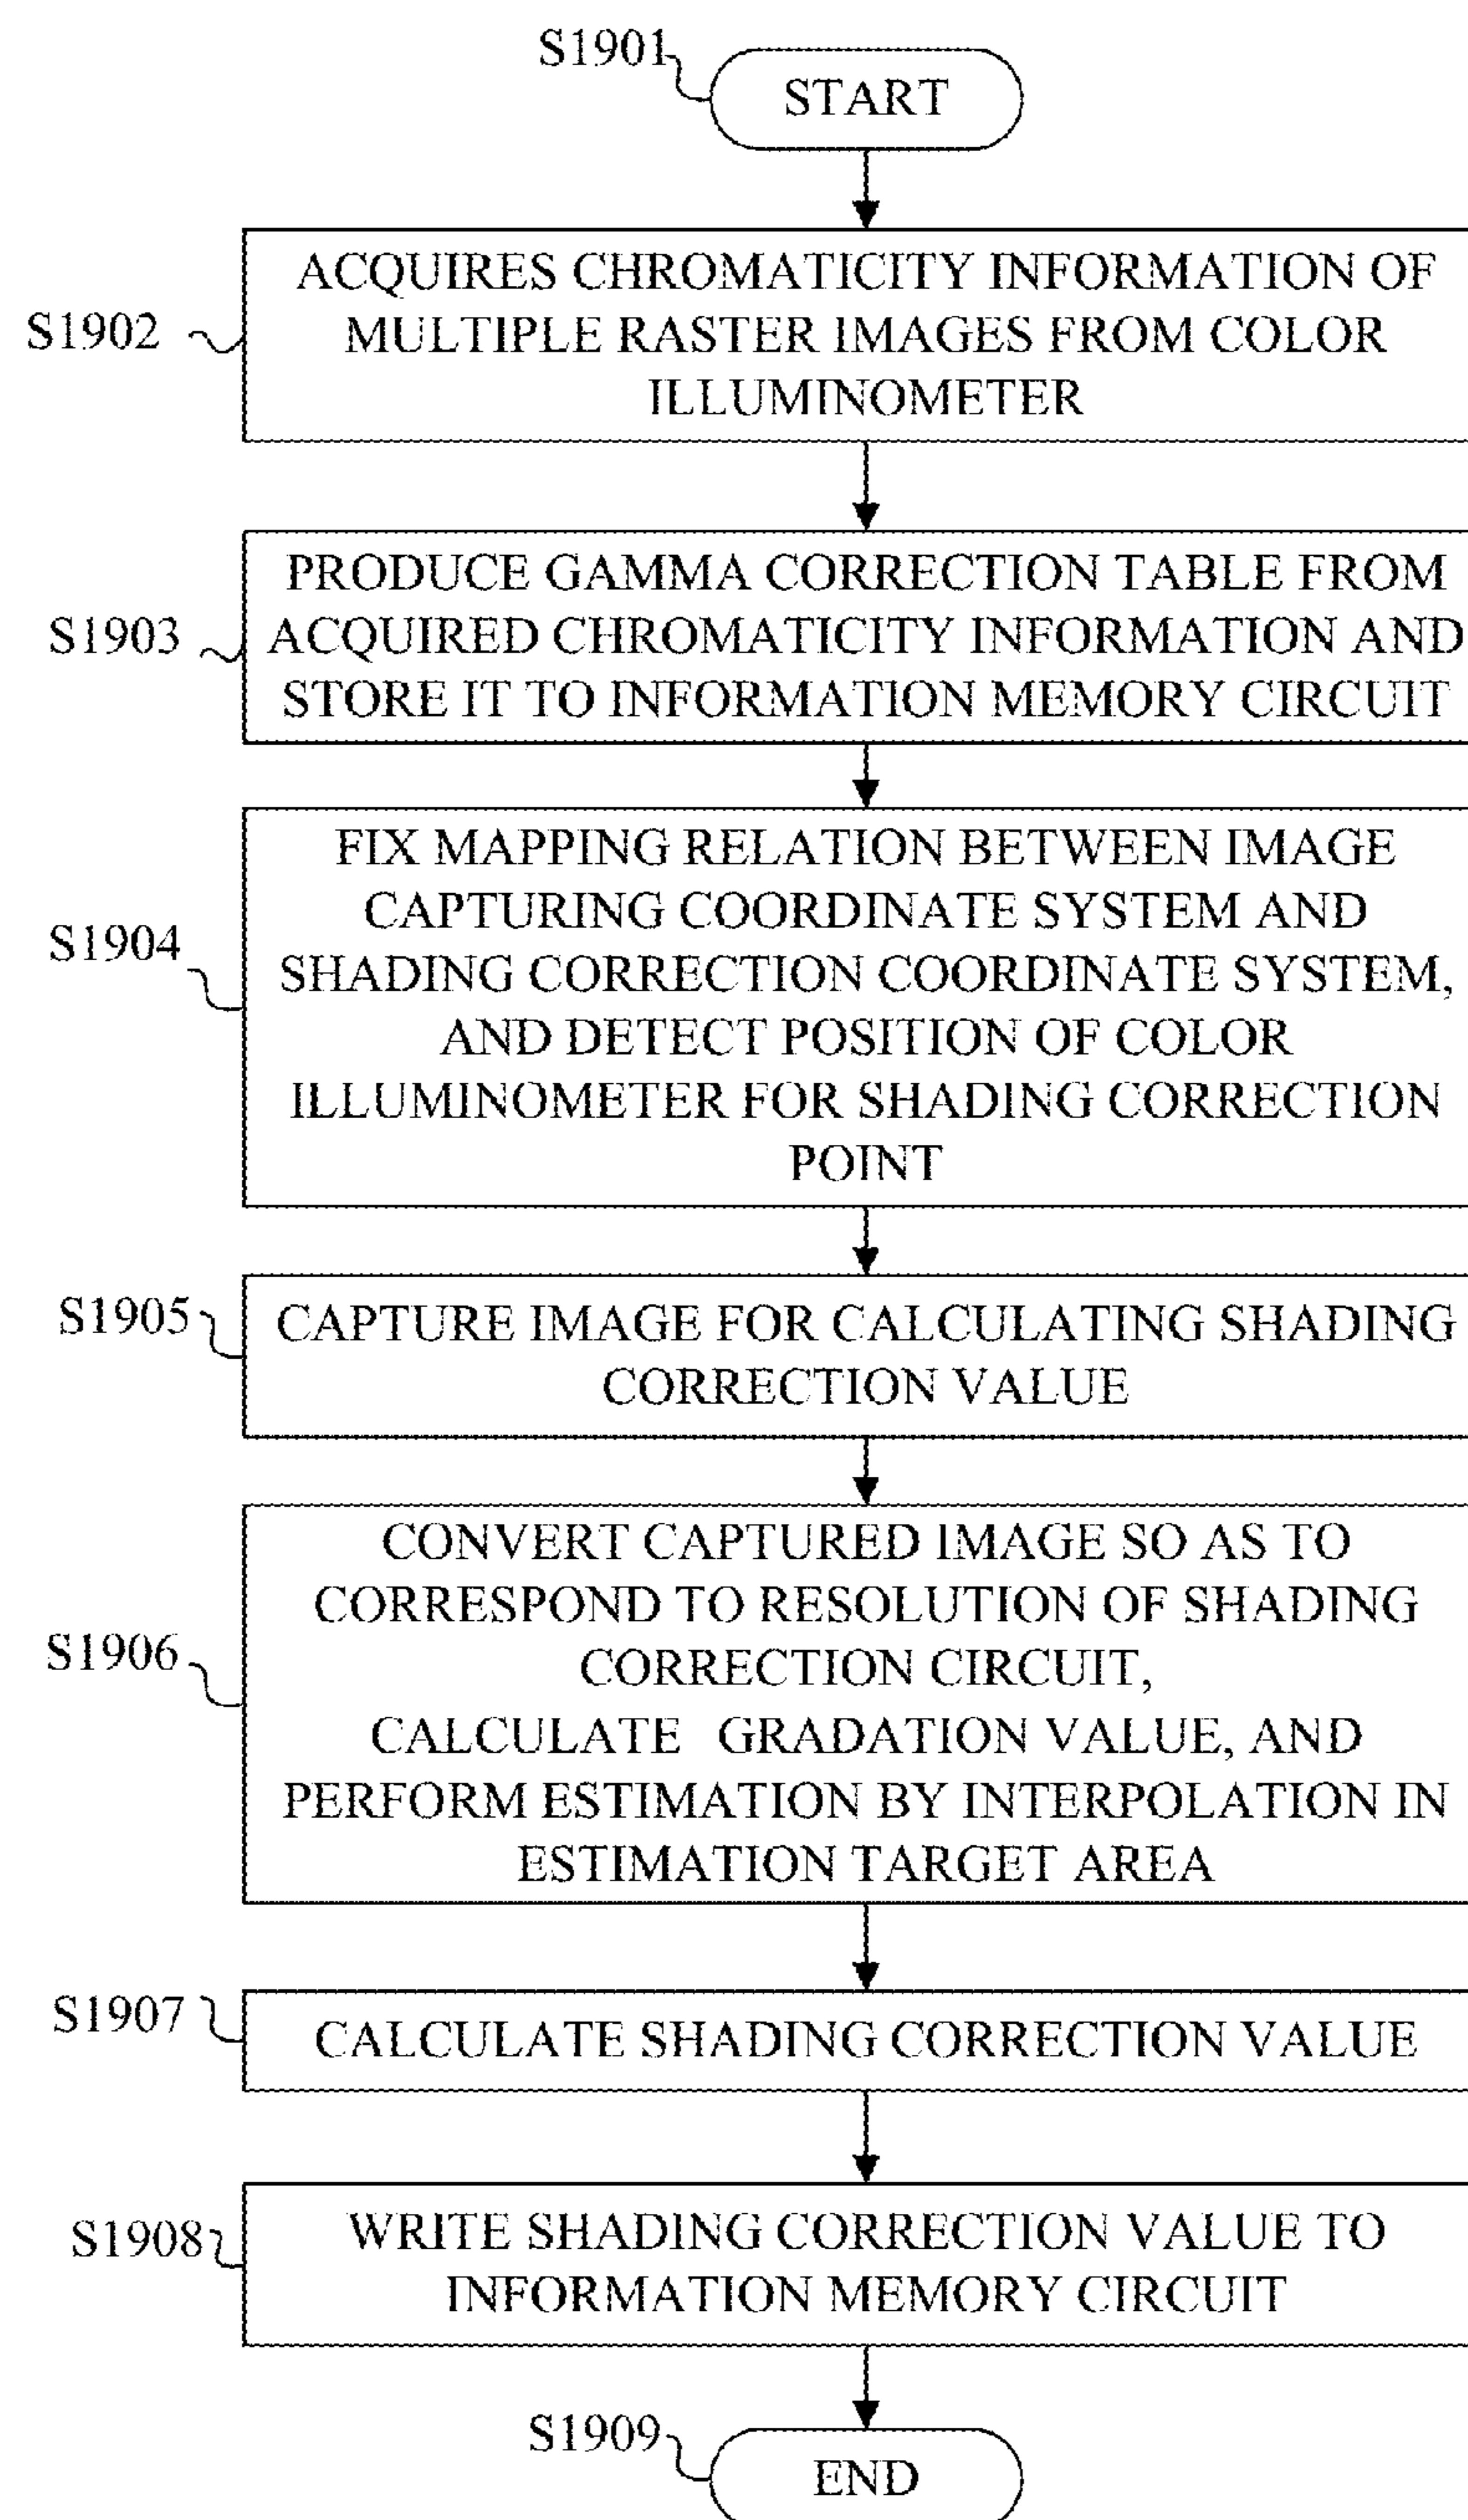 S1901
START
S1902
ACQUIRES CHROMATICITY INFORMATION OF
MULTIPLE RASTER IMAGES FROM COLOR
ILLUMINOMETER
S1903
PRODUCE GAMMA CORRECTION TABLE FROM
ACQUIRED CHROMATICITY INFORMATION AND
STORE IT TO INFORMATION MEMORY CIRCUIT
S1904
FIX MAPPING RELATION BETWEEN IMAGE
CAPTURING COORDINATE SYSTEM AND
SHADING CORRECTION COORDINATE SYSTEM,
AND DETECT POSITION OF COLOR
ILLUMINOMETER FOR SHADING CORRECTION
POINT
S1905
CAPTURE IMAGE FOR CALCULATING SHADING
CORRECTION VALUE
S1906
CONVERT CAPTURED IMAGE SO AS TO
CORRESPOND TO RESOLUTION OF SHADING
CORRECTION CIRCUIT,
CALCULATE GRADATION VALUE, AND
PERFORM ESTIMATION BY INTERPOLATION IN
ESTIMATION TARGET AREA
S1907
CALCULATE SHADING CORRECTION VALUE
S1908
WRITE SHADING CORRECTION VALUE TO
INFORMATION MEMORY CIRCUIT
S1909
END